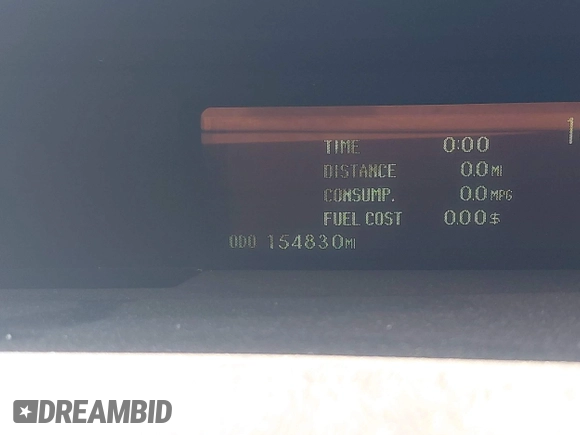 TIME 0:00 1
DISTANCE 0.0 MI
CONSUMP. 0.0 MPG
FUEL COST 0.00 $
ODO 154830 MI
DREAMBID